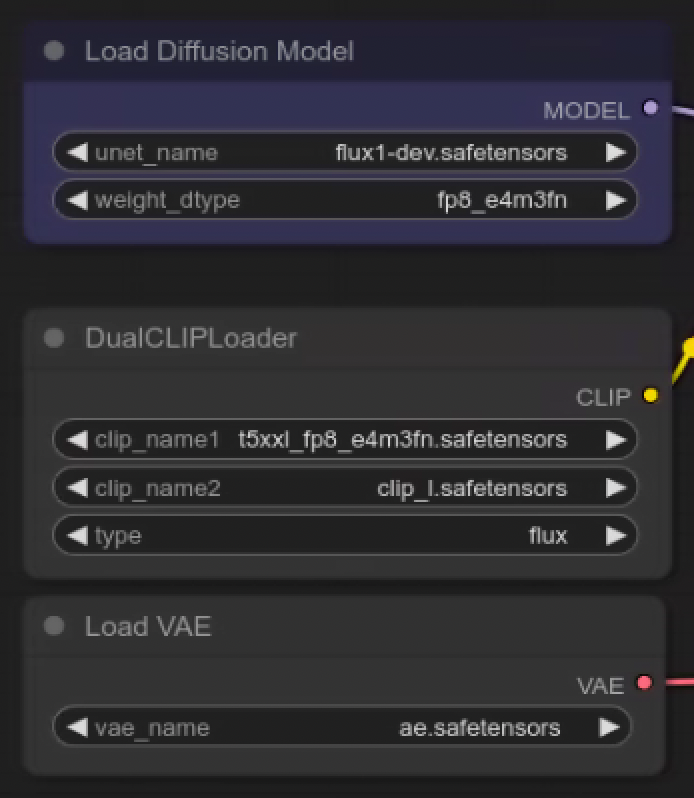 Load Diffusion Model
MODEL
unet_name flux1-dev.safetensors
weight_dtype fp8_e4m3fn
DualCLIPLoader
CLIP
clip_name1 t5xxl_fp8_e4m3fn.safetensors
clip_name2 clip_l.safetensors
type flux
Load VAE
VAE
vae_name ae.safetensors